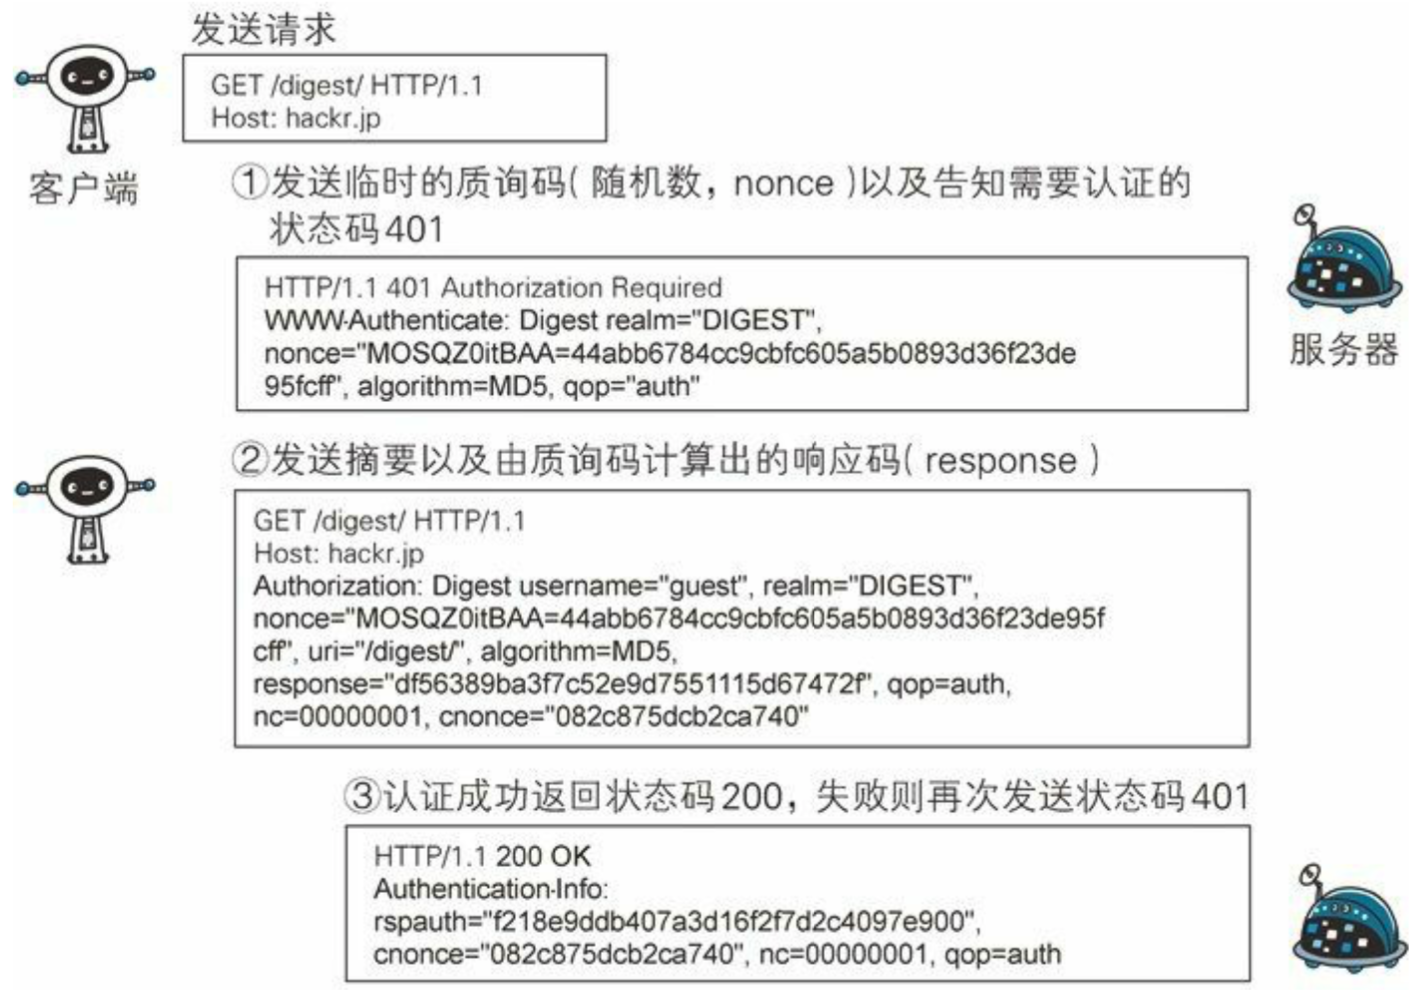 发送请求
GET /digest/ HTTP/1.1
Host: hackr.jp
客户端
①发送临时的质询码(随机数，nonce)以及告知需要认证的
状态码401
HTTP/1.1 401 Authorization Required
WWW-Authenticate: Digest realm="DIGEST",
nonce="MOSQZ0itBAA=44abb6784cc9cbfc605a5b0893d36f23de
95fcff", algorithm=MD5, qop="auth"
服务器
②发送摘要以及由质询码计算出的响应码(response)
GET /digest/ HTTP/1.1
Host: hackr.jp
Authorization: Digest username="guest", realm="DIGEST",
nonce="MOSQZ0itBAA=44abb6784cc9cbfc605a5b0893d36f23de95f
cff", uri="/digest/", algorithm=MD5,
response="df56389ba3f7c52e9d7551115d67472f", qop=auth,
nc=00000001, cnonce="082c875dcb2ca740"
③认证成功返回状态码200，失败则再次发送状态码401
HTTP/1.1 200 OK
Authentication-Info:
rspauth="f218e9ddb407a3d16f2f7d2c4097e900",
cnonce="082c875dcb2ca740", nc=00000001, qop=auth